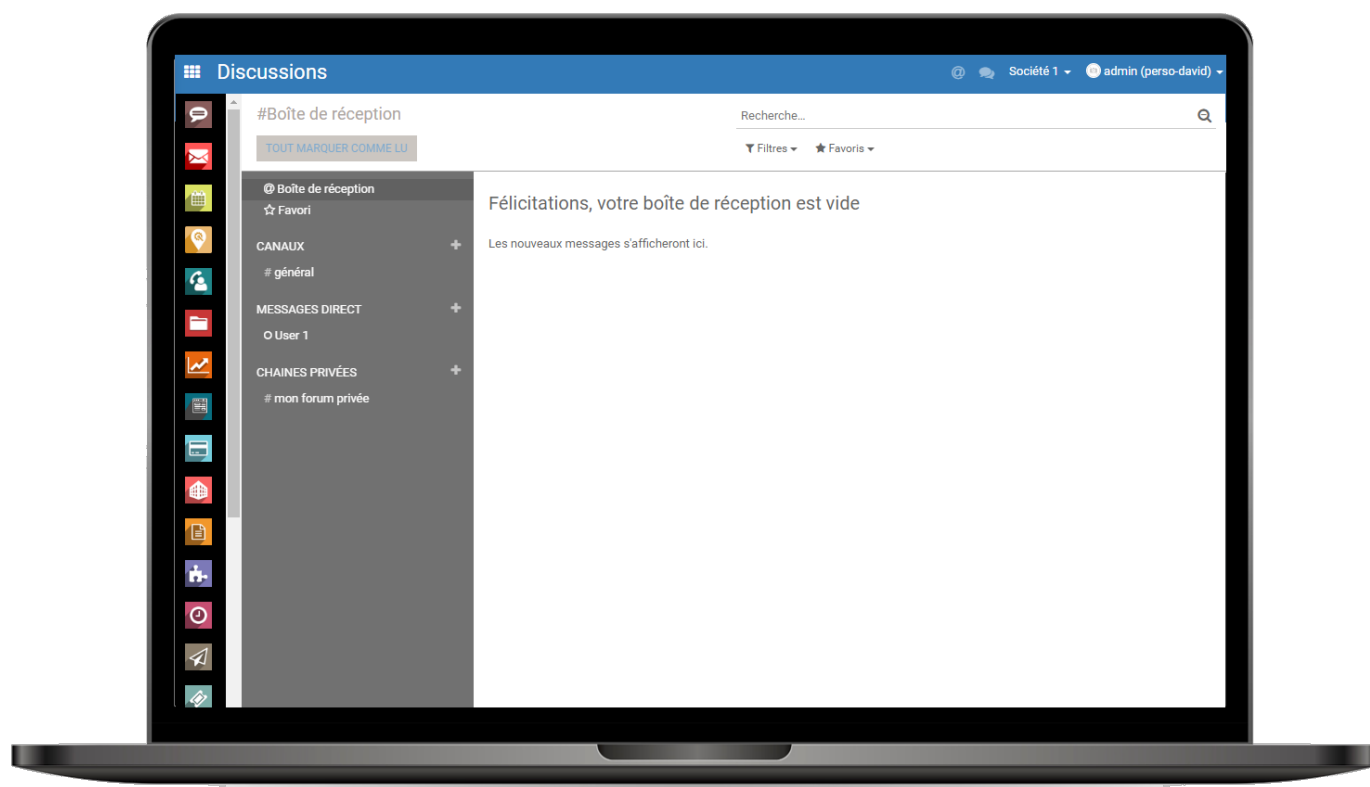 Discussions
@ Société 1 admin (perso-david)
#Boîte de réception
Recherche...
TOUT MARQUER COMME LU
Filtres Favoris
@ Boîte de réception
Favori
CANAUX +
# général
MESSAGES DIRECT +
User 1
CHAINES PRIVÉES +
# mon forum privée
Félicitations, votre boîte de réception est vide
Les nouveaux messages s'afficheront ici.